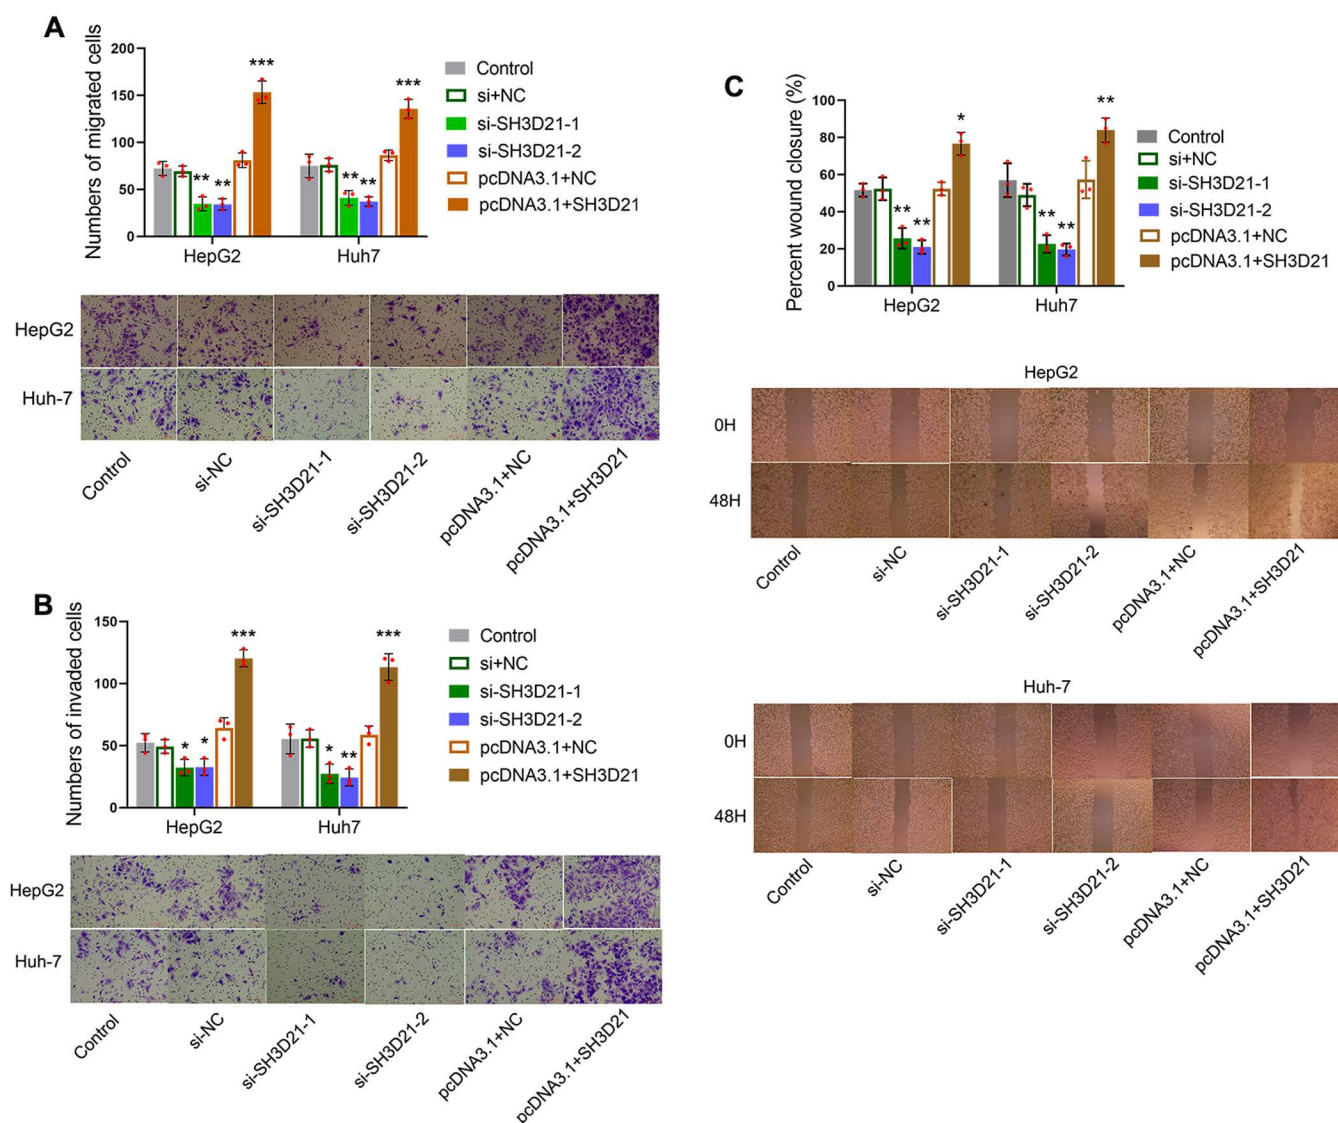 A
Numbers of migrated cells
200
150
100
50
0
*** ***
** ** ** **
HepG2 Huh7
Control
si+NC
si-SH3D21-1
si-SH3D21-2
pcDNA3.1+NC
pcDNA3.1+SH3D21
HepG2
Huh-7
Control
si-NC
si-SH3D21-1
si-SH3D21-2
pcDNA3.1+NC
pcDNA3.1+SH3D21
B
Numbers of invaded cells
150
100
50
0
*** ***
* * * **
HepG2 Huh7
Control
si+NC
si-SH3D21-1
si-SH3D21-2
pcDNA3.1+NC
pcDNA3.1+SH3D21
HepG2
Huh-7
Control
si-NC
si-SH3D21-1
si-SH3D21-2
pcDNA3.1+NC
pcDNA3.1+SH3D21
C
Percent wound closure (%)
100
80
60
40
20
0
* **
** ** ** **
HepG2 Huh7
Control
si+NC
si-SH3D21-1
si-SH3D21-2
pcDNA3.1+NC
pcDNA3.1+SH3D21
HepG2
0H
48H
Control
si-NC
si-SH3D21-1
si-SH3D21-2
pcDNA3.1+NC
pcDNA3.1+SH3D21
Huh-7
0H
48H
Control
si-NC
si-SH3D21-1
si-SH3D21-2
pcDNA3.1+NC
pcDNA3.1+SH3D21